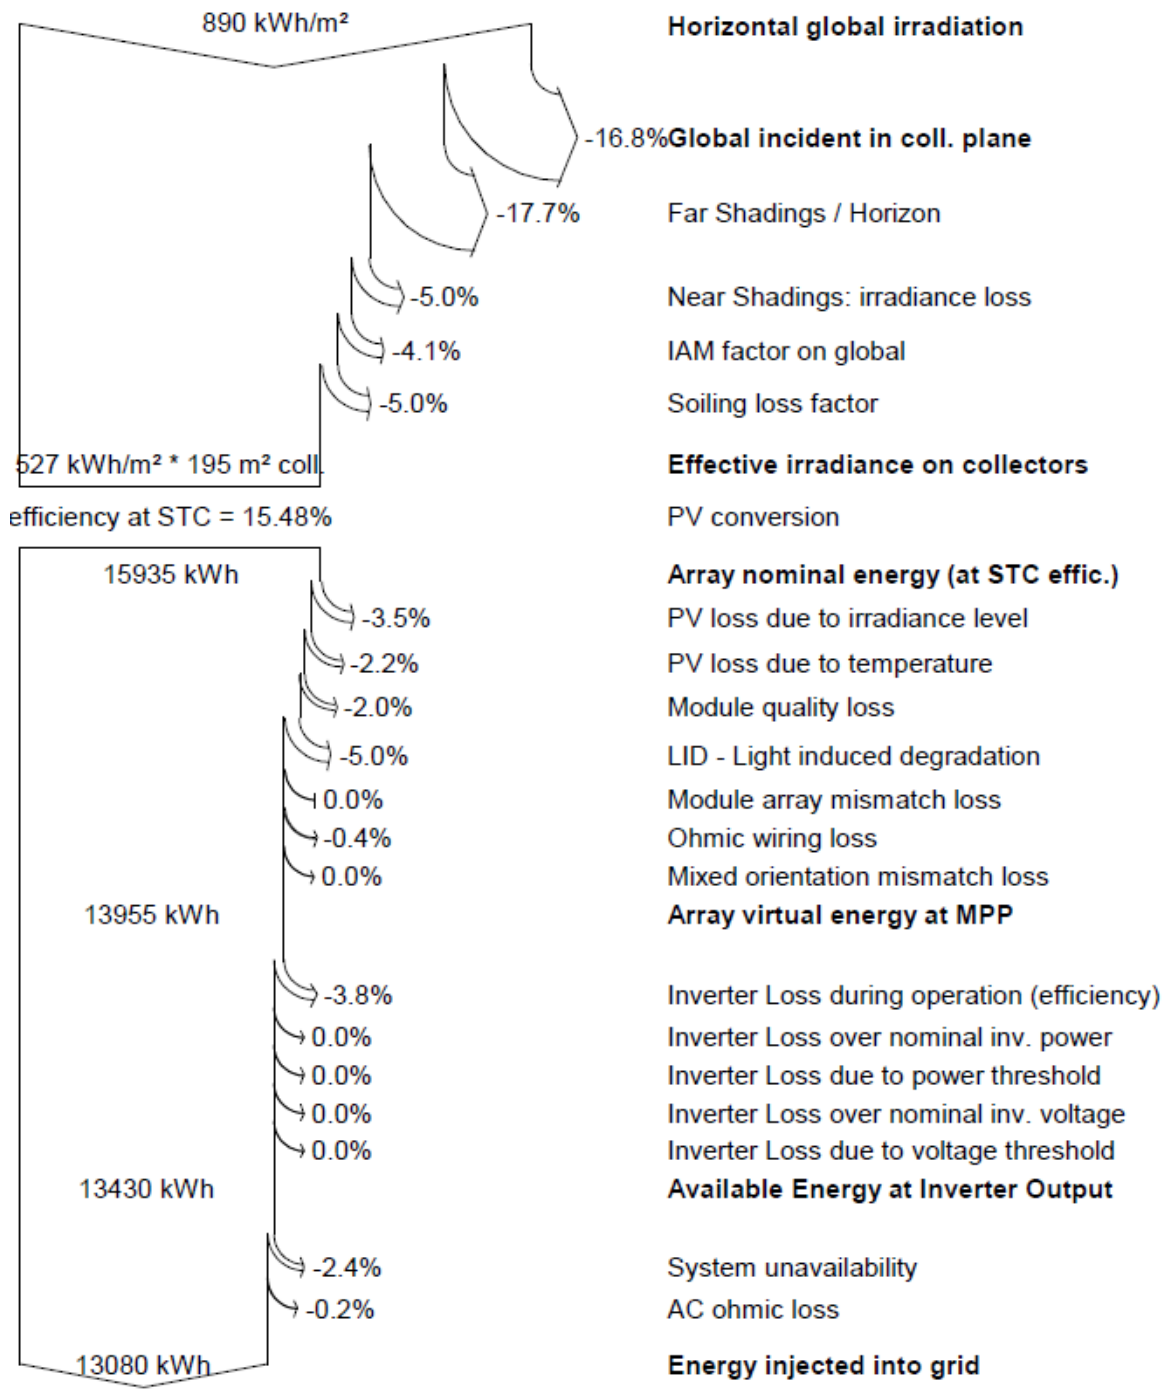 890 kWh/m² Horizontal global irradiation
-16.8% Global incident in coll. plane
-17.7% Far Shadings / Horizon
-5.0% Near Shadings: irradiance loss
-4.1% IAM factor on global
-5.0% Soiling loss factor
527 kWh/m² * 195 m² coll. Effective irradiance on collectors
efficiency at STC = 15.48% PV conversion
15935 kWh Array nominal energy (at STC effic.)
-3.5% PV loss due to irradiance level
-2.2% PV loss due to temperature
-2.0% Module quality loss
-5.0% LID - Light induced degradation
0.0% Module array mismatch loss
-0.4% Ohmic wiring loss
0.0% Mixed orientation mismatch loss
13955 kWh Array virtual energy at MPP
-3.8% Inverter Loss during operation (efficiency)
0.0% Inverter Loss over nominal inv. power
0.0% Inverter Loss due to power threshold
0.0% Inverter Loss over nominal inv. voltage
0.0% Inverter Loss due to voltage threshold
13430 kWh Available Energy at Inverter Output
-2.4% System unavailability
-0.2% AC ohmic loss
13080 kWh Energy injected into grid